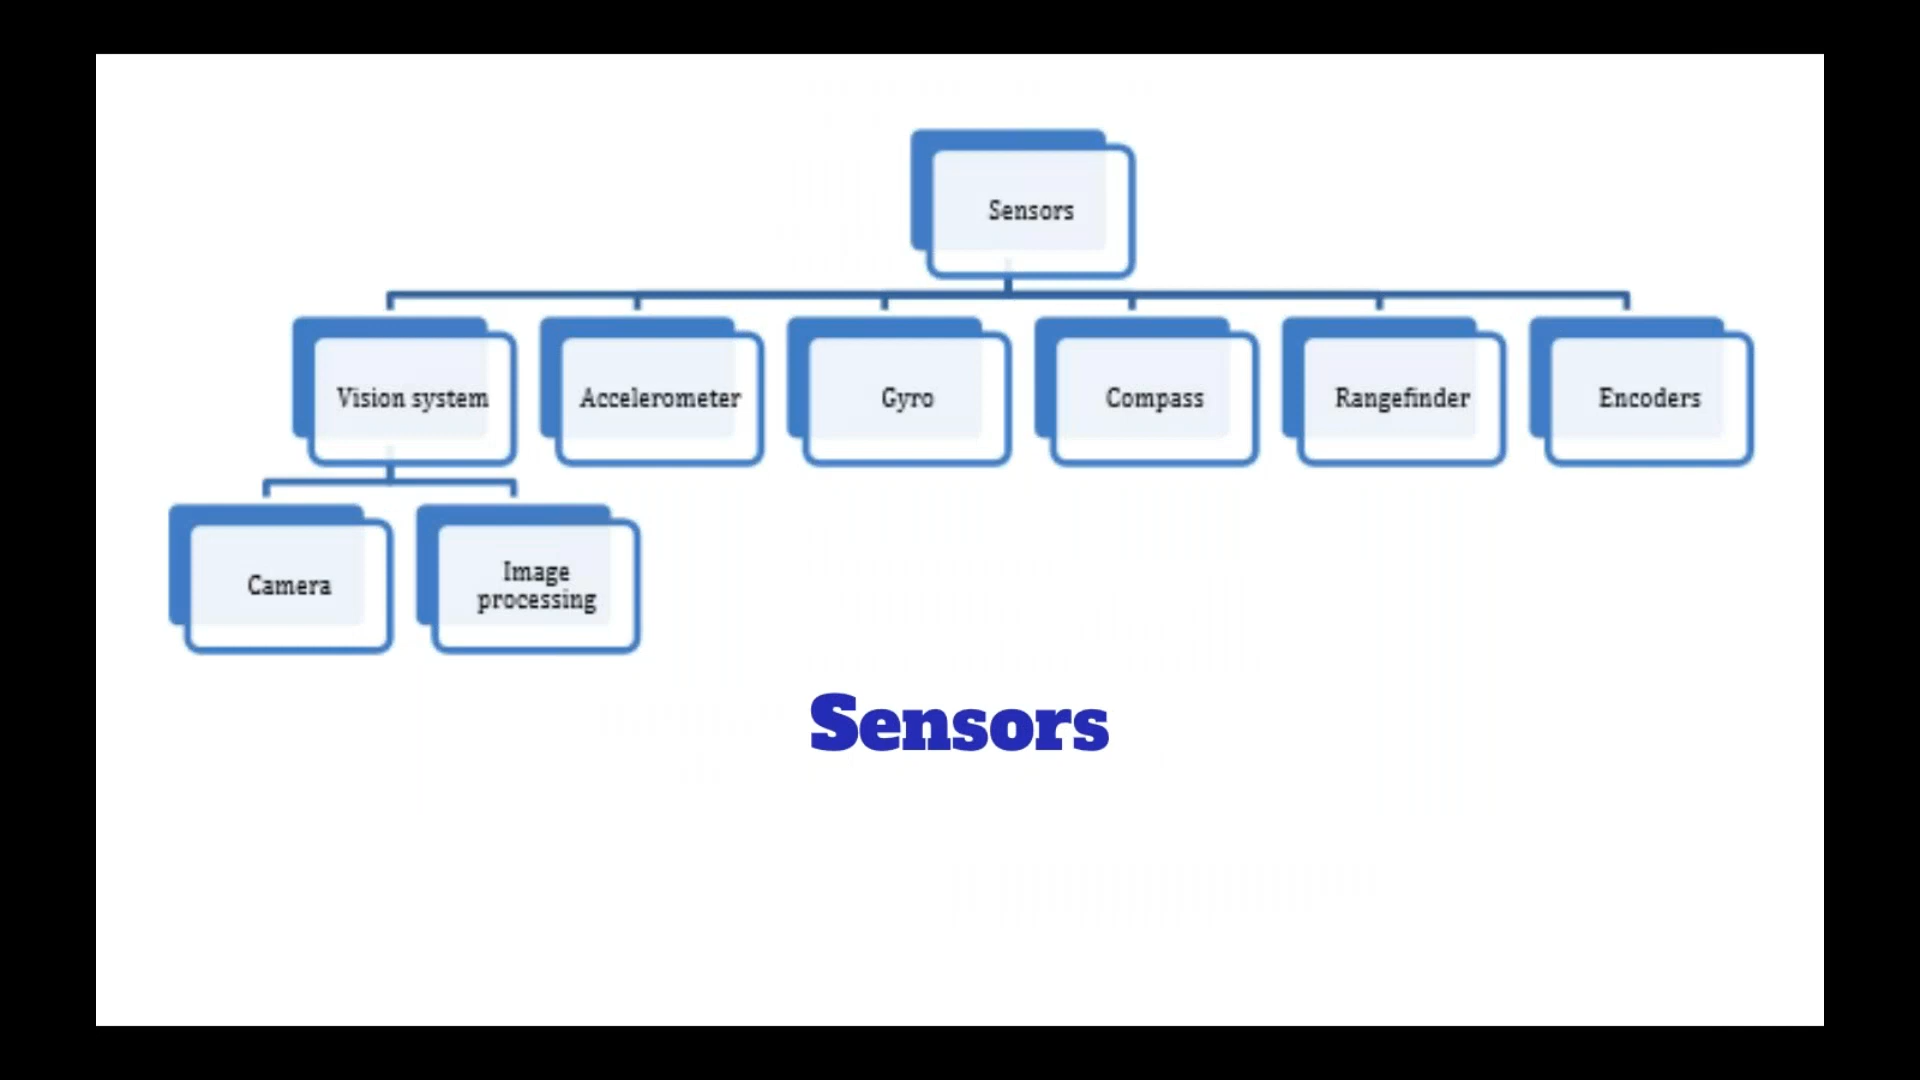 Sensors
Vision system
Accelerometer
Gyro
Compass
Rangefinder
Encoders
Camera
Image
processing
Sensors